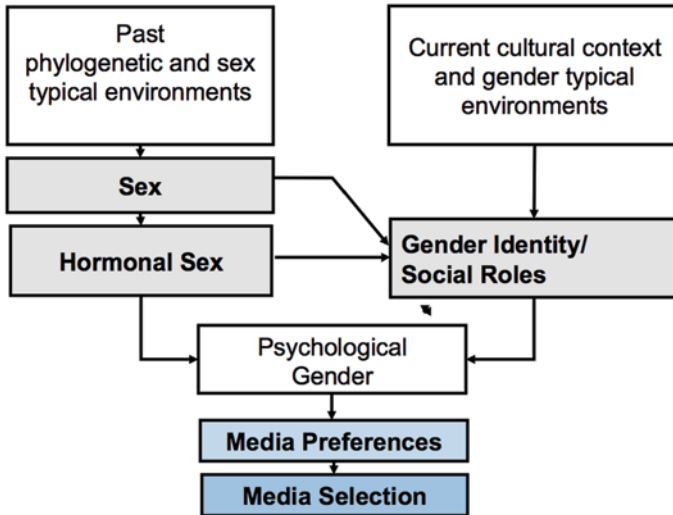 Past
phylogenetic and sex
typical environments
Current cultural context
and gender typical
environments
Sex
Hormonal Sex
Gender Identity/
Social Roles
Psychological
Gender
Media Preferences
Media Selection